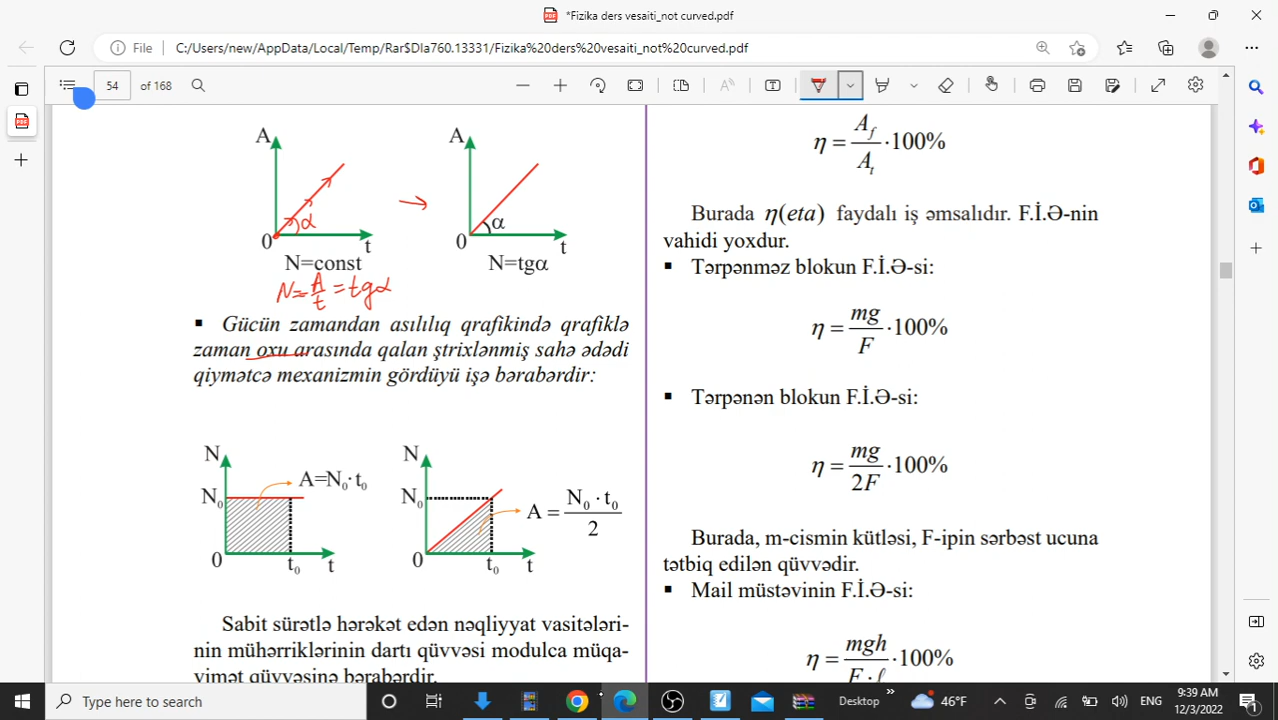 *Fizika ders vesaiti_not curved.pdf
File
C:/Users/new/AppData/Local/Temp/Rar$DIa760.13331/Fizika%20ders%20vesaiti_not%20curved.pdf
54
of 168
A
α
0
t
N=const
N=A/t=tgα
A
α
0
t
N=tgα
▪ Gücün zamandan asılılıq qrafikində qrafiklə
zaman oxu arasında qalan ştrixlənmiş sahə ədədi
qiymətcə mexanizmin gördüyü işə bərabərdir:
N
N₀
A=N₀·t₀
0
t₀
t
N
N₀
A = N₀·t₀/2
0
t₀
t
Sabit sürətlə hərəkət edən nəqliyyat vasitələri-
nin mühərriklərinin dartı qüvvəsi modulca müqa-
vimət qüvvəsinə bərabərdir.
η = A_f/A_t ·100%
Burada η(eta) faydalı iş əmsalıdır. F.İ.Ə-nin
vahidi yoxdur.
▪ Tərpənməz blokun F.İ.Ə-si:
η = mg/F ·100%
▪ Tərpənən blokun F.İ.Ə-si:
η = mg/2F ·100%
Burada, m-cismin kütləsi, F-ipin sərbəst ucuna
tətbiq edilən qüvvədir.
▪ Mail müstəvinin F.İ.Ə-si:
η = mgh/F·ℓ ·100%
Type here to search
Desktop
46°F
ENG
9:39 AM
12/3/2022
1